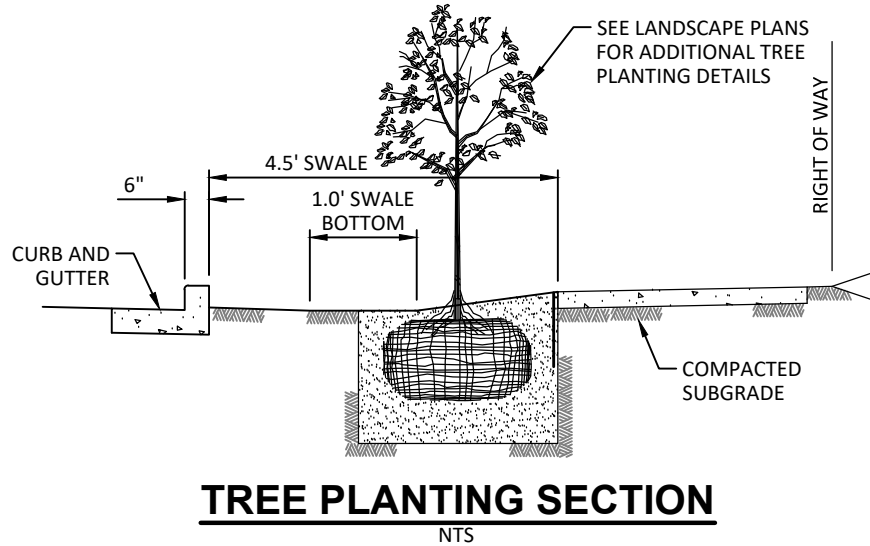 SEE LANDSCAPE PLANS
FOR ADDITIONAL TREE
PLANTING DETAILS
RIGHT OF WAY
4.5' SWALE
6"
1.0' SWALE
BOTTOM
CURB AND
GUTTER
COMPACTED
SUBGRADE
TREE PLANTING SECTION
NTS